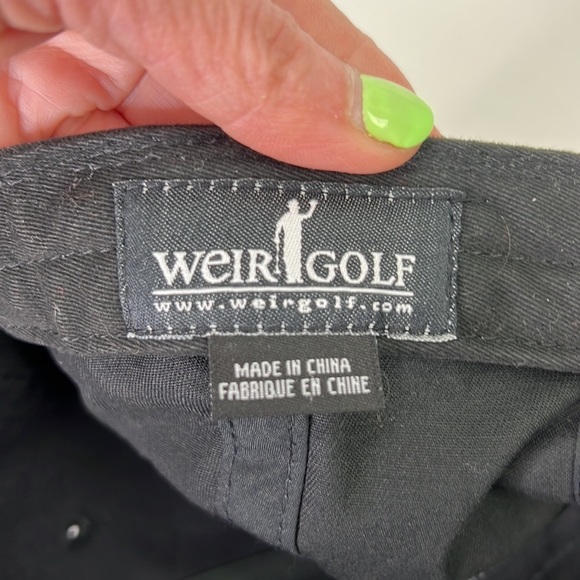 WEIR GOLF
www.weirgolf.com
MADE IN CHINA
FABRIQUE EN CHINE